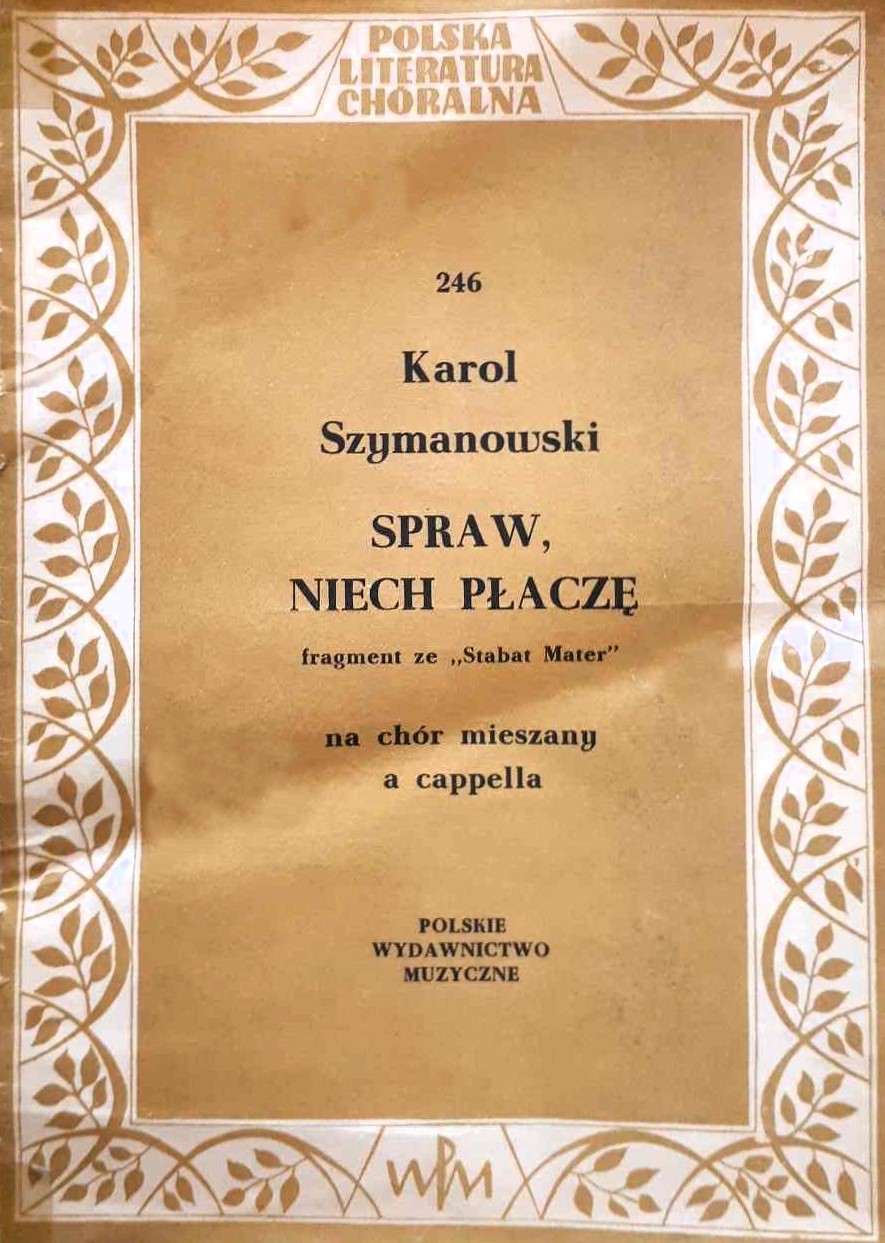 POLSKA
LITERATURA
CHÓRALNA
246
Karol
Szymanowski
SPRAW,
NIECH PŁACZĘ
fragment ze „Stabat Mater”
na chór mieszany
a cappella
POLSKIE
WYDAWNICTWO
MUZYCZNE
PWM